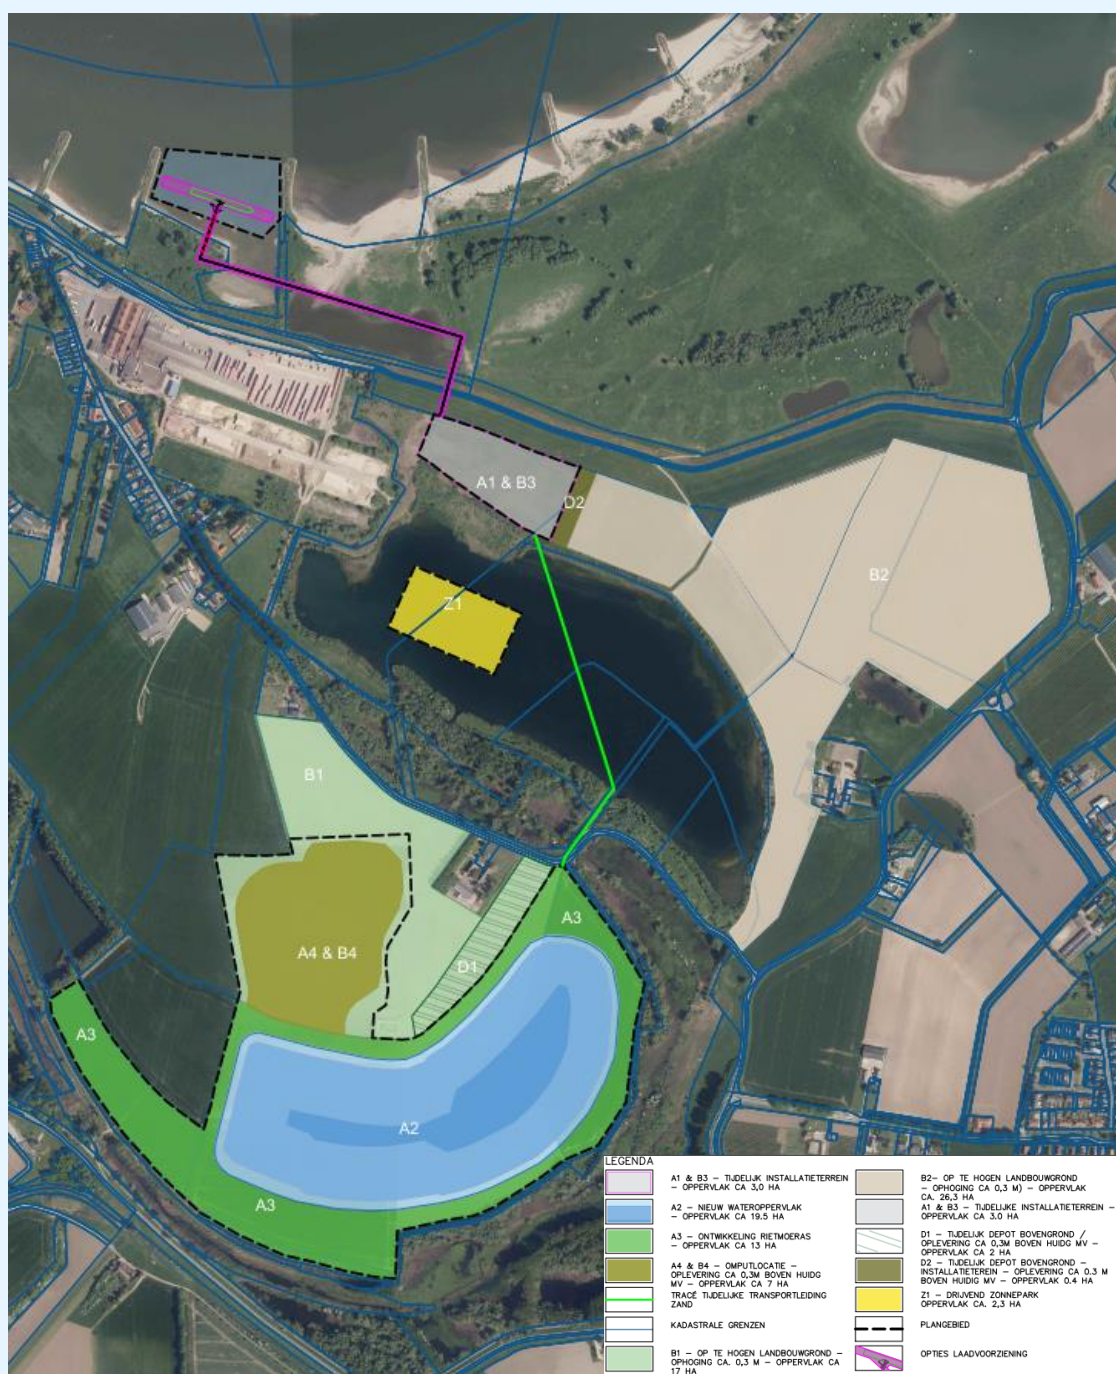 A1 & B3
D2
B2
Z1
B1
A3
A4 & B4
D1
A3
A2
A3
LEGENDA
A1 & B3 – TIJDELIJK INSTALLATIETERREIN
– OPPERVLAK CA 3,0 HA
A2 – NIEUW WATEROPPERVLAK
– OPPERVLAK CA 19.5 HA
A3 – ONTWIKKELING RIETMOERAS
– OPPERVLAK CA 13 HA
A4 & B4 – OMPUTLOCATIE –
OPLEVERING CA 0,3M BOVEN HUIDG
MV – OPPERVLAK CA 7 HA
TRACÉ TIJDELIJKE TRANSPORTLEIDING
ZAND
KADASTRALE GRENZEN
B1 – OP TE HOGEN LANDBOUWGROND –
OPHOGING CA. 0,3 M – OPPERVLAK CA
17 HA
B2– OP TE HOGEN LANDBOUWGROND
– OPHOGING CA 0,3 M) – OPPERVLAK
CA. 26,3 HA
A1 & B3 – TIJDELIJKE INSTALLATIETERREIN –
OPPERVLAK CA 3.0 HA
D1 – TIJDELIJK DEPOT BOVENGROND /
OPLEVERING CA 0,3M BOVEN HUIDG MV –
OPPERVLAK CA 2 HA
D2 – TIJDELIJK DEPOT BOVENGROND –
INSTALLATIETEREIN – OPLEVERING CA 0.3 M
BOVEN HUIDIG MV – OPPERVLAK 0.4 HA
Z1 – DRIJVEND ZONNEPARK
OPPERVLAK CA. 2,3 HA
PLANGEBIED
OPTIES LAADVOORZIENING